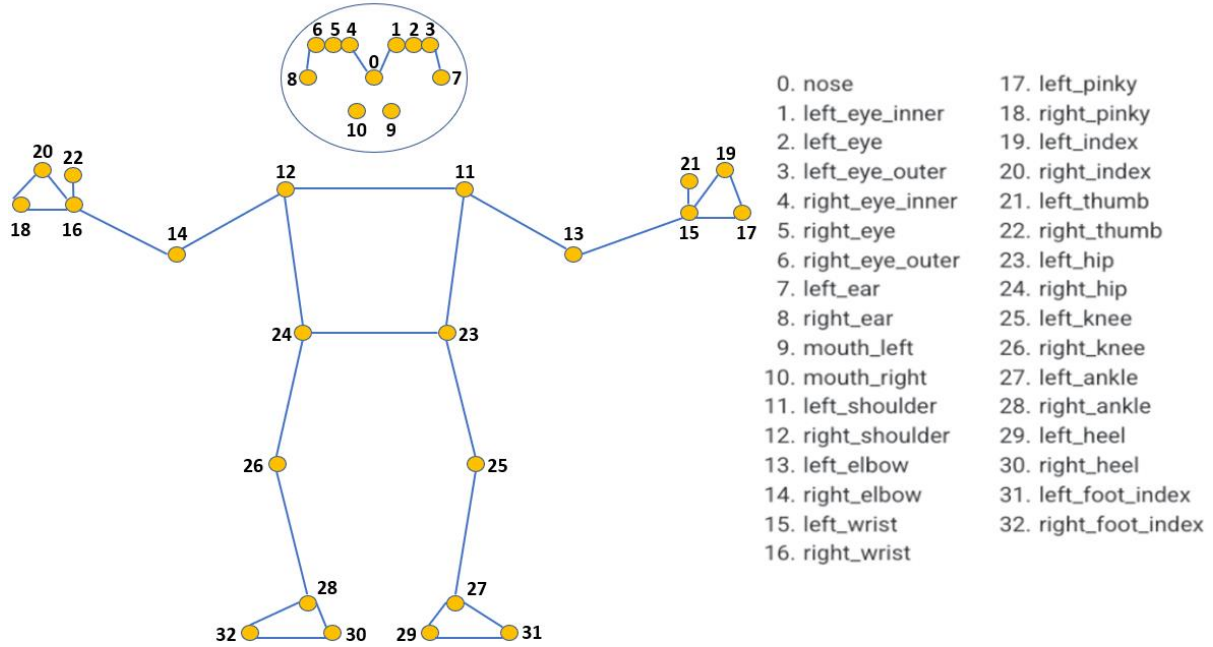 6 5 4 1 2 3
0
8 7
10 9
20 22 12 11 21 19
18 16 14 13 15 17
24 23
26 25
28 27
32 30 29 31
0. nose
1. left_eye_inner
2. left_eye
3. left_eye_outer
4. right_eye_inner
5. right_eye
6. right_eye_outer
7. left_ear
8. right_ear
9. mouth_left
10. mouth_right
11. left_shoulder
12. right_shoulder
13. left_elbow
14. right_elbow
15. left_wrist
16. right_wrist
17. left_pinky
18. right_pinky
19. left_index
20. right_index
21. left_thumb
22. right_thumb
23. left_hip
24. right_hip
25. left_knee
26. right_knee
27. left_ankle
28. right_ankle
29. left_heel
30. right_heel
31. left_foot_index
32. right_foot_index